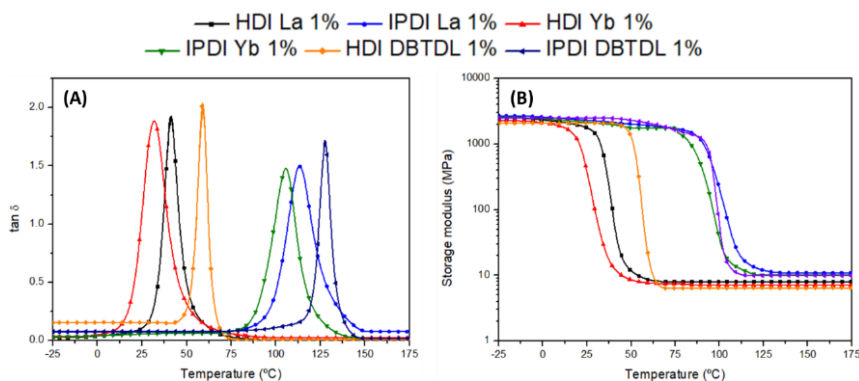 HDI La 1% IPDI La 1% HDI Yb 1%
IPDI Yb 1% HDI DBTDL 1% IPDI DBTDL 1%
(A)
tan δ
2.0
1.5
1.0
0.5
0.0
-25 0 25 50 75 100 125 150 175
Temperature (ºC)
(B)
Storage modulus (MPa)
10000
1000
100
10
1
-25 0 25 50 75 100 125 150 175
Temperature (ºC)